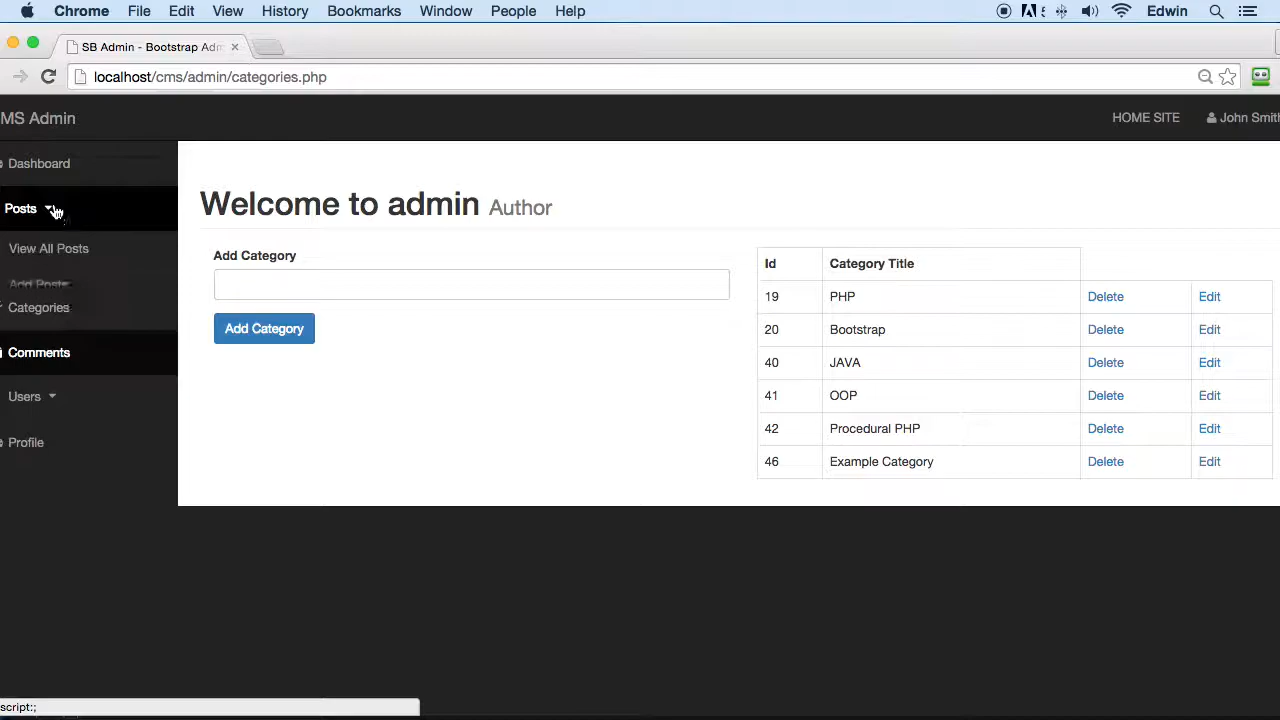 Chrome File Edit View History Bookmarks Window People Help Edwin
SB Admin - Bootstrap Adm
localhost/cms/admin/categories.php
MS Admin HOME SITE John Smith
Dashboard
Posts
View All Posts
Add Posts
Categories
Comments
Users
Profile
Welcome to admin Author
Add Category
Add Category
Id Category Title
19 PHP Delete Edit
20 Bootstrap Delete Edit
40 JAVA Delete Edit
41 OOP Delete Edit
42 Procedural PHP Delete Edit
46 Example Category Delete Edit
script:;